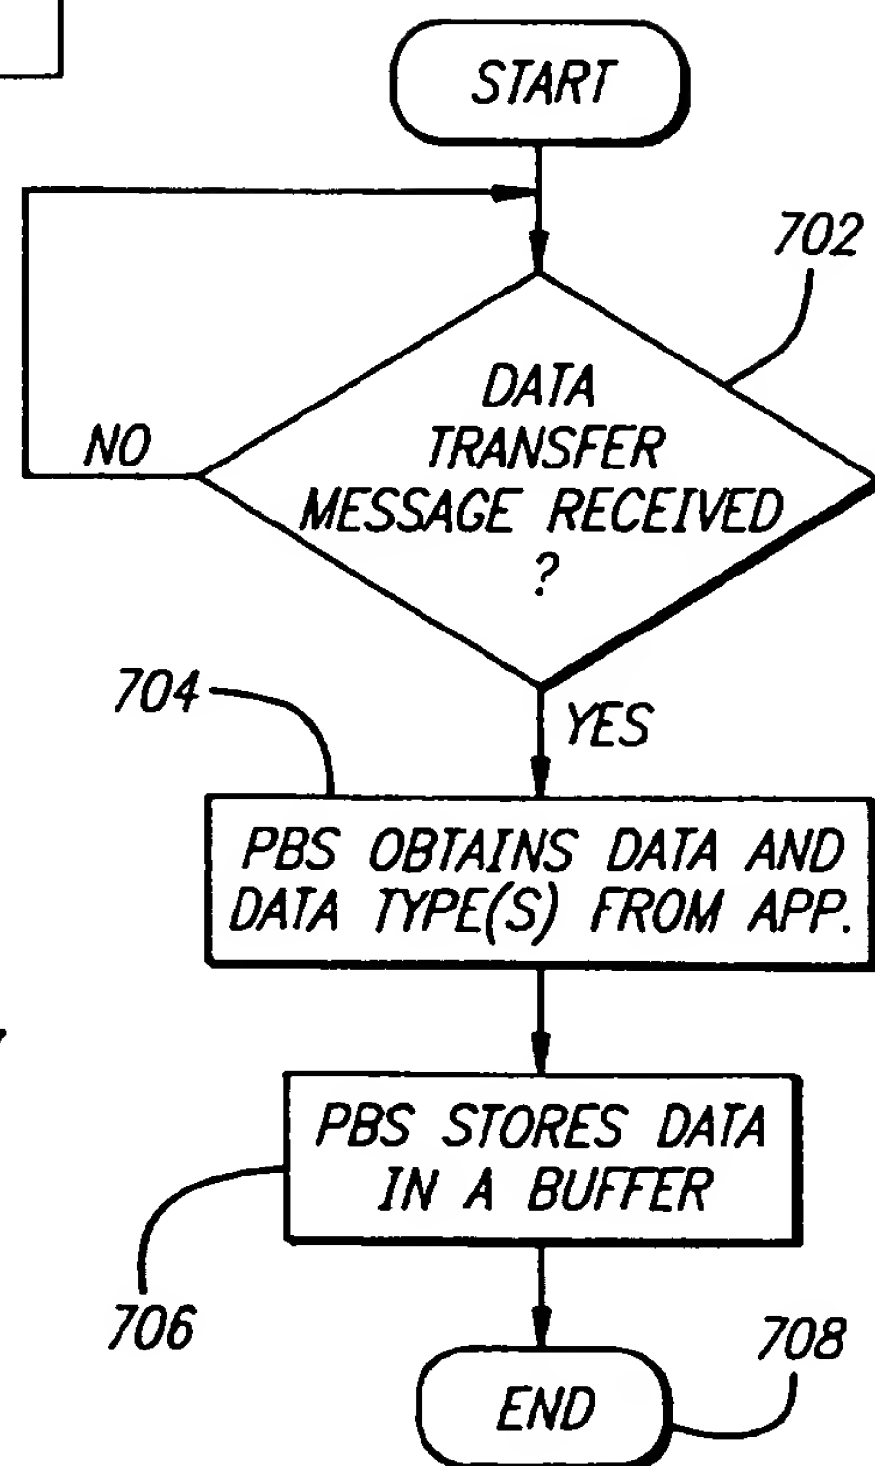 START
702
DATA
TRANSFER
MESSAGE RECEIVED
?
NO
704
YES
PBS OBTAINS DATA AND
DATA TYPE(S) FROM APP.
PBS STORES DATA
IN A BUFFER
706
708
END